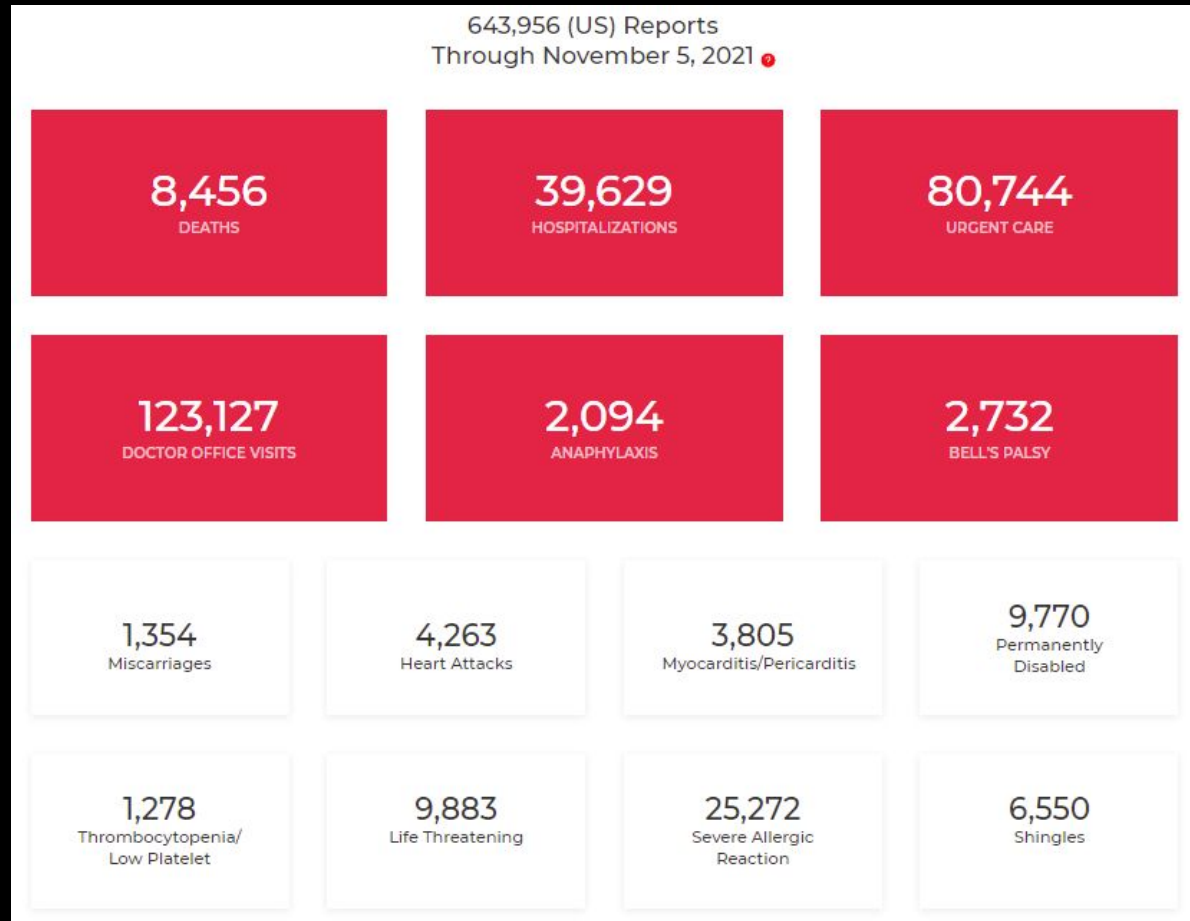 643,956 (US) Reports
Through November 5, 2021 ?
8,456
DEATHS
39,629
HOSPITALIZATIONS
80,744
URGENT CARE
123,127
DOCTOR OFFICE VISITS
2,094
ANAPHYLAXIS
2,732
BELL'S PALSY
1,354
Miscarriages
4,263
Heart Attacks
3,805
Myocarditis/Pericarditis
9,770
Permanently
Disabled
1,278
Thrombocytopenia/
Low Platelet
9,883
Life Threatening
25,272
Severe Allergic
Reaction
6,550
Shingles